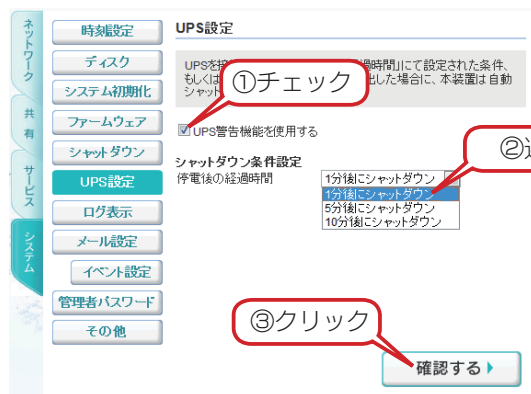 ネットワーク
共有
サービス
システム
時刻設定
ディスク
システム初期化
ファームウェア
シャットダウン
UPS設定
ログ表示
メール設定
イベント設定
管理者パスワード
その他
UPS設定
UPSを
過時間」にて設定された条件、
もしくは
出した場合に、本装置は自動
シャット
①チェック
UPS警告機能を使用する
②
シャットダウン条件設定
停電後の経過時間
1分後にシャットダウン
1分後にシャットダウン
5分後にシャットダウン
10分後にシャットダウン
③クリック
確認する